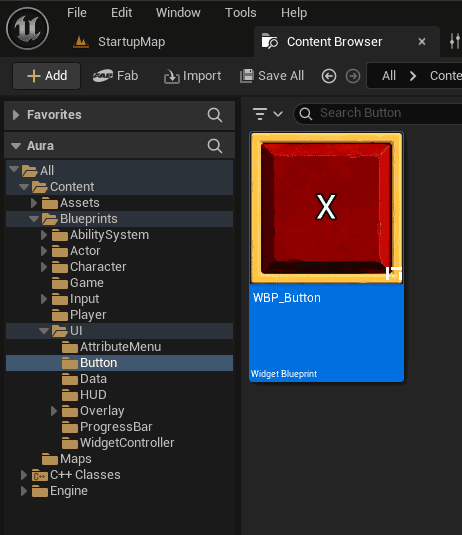 File Edit Window Tools Help
StartupMap
Content Browser
Add Fab Import Save All All Conte
Favorites
Search Button
Aura
All
Content
Assets
Blueprints
AbilitySystem
Actor
Character
Game
Input
Player
UI
AttributeMenu
Button
Data
HUD
Overlay
ProgressBar
WidgetController
Maps
C++ Classes
Engine
X
WBP_Button
Widget Blueprint